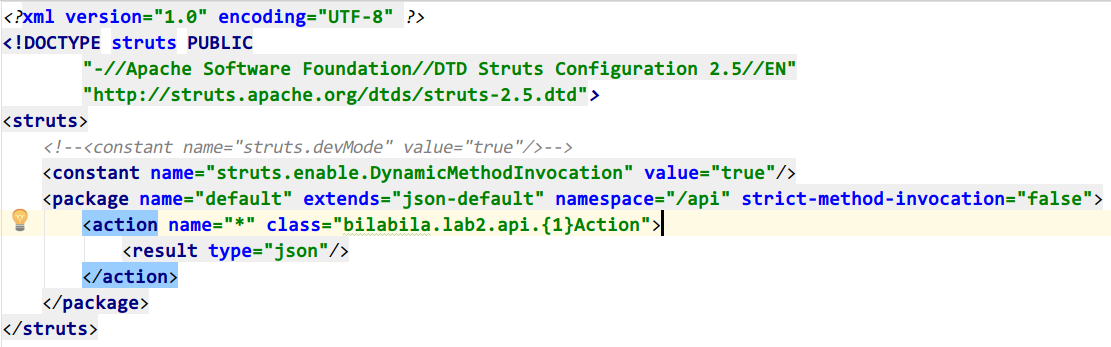 <?xml version="1.0" encoding="UTF-8" ?>
<!DOCTYPE struts PUBLIC
        "-//Apache Software Foundation//DTD Struts Configuration 2.5//EN"
        "http://struts.apache.org/dtds/struts-2.5.dtd">
<struts>
    <!--<constant name="struts.devMode" value="true"/>-->
    <constant name="struts.enable.DynamicMethodInvocation" value="true"/>
    <package name="default" extends="json-default" namespace="/api" strict-method-invocation="false">
        <action name="*" class="bilabila.lab2.api.{1}Action">
            <result type="json"/>
        </action>
    </package>
</struts>